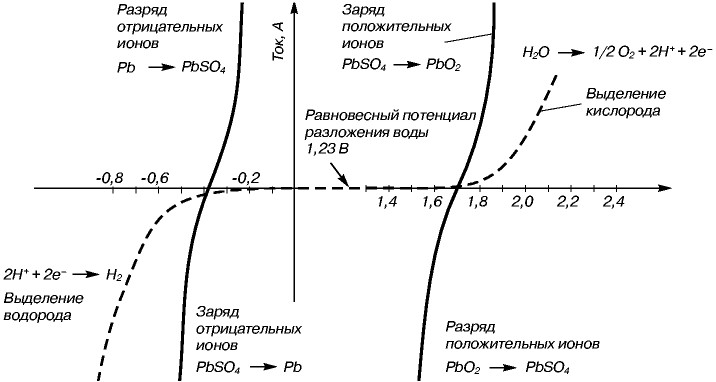 Разряд
отрицательных
ионов
Pb → PbSO₄
Ток, А
Заряд
положительных
ионов
PbSO₄ → PbO₂
H₂O → 1/2 O₂ + 2H⁺ + 2e⁻
Выделение
кислорода
Равновесный потенциал
разложения воды
1,23 В
-0,8 -0,6 -0,2 1,4 1,6 1,8 2,0 2,2 2,4
2H⁺ + 2e⁻ → H₂
Выделение
водорода
Заряд
отрицательных
ионов
PbSO₄ → Pb
Разряд
положительных ионов
PbO₂ → PbSO₄